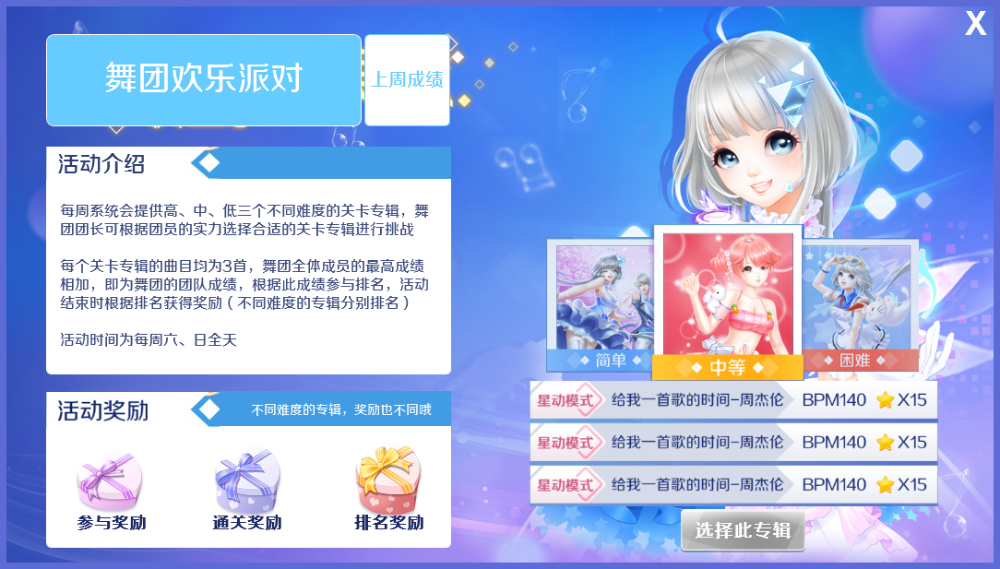 X
舞团欢乐派对
上周成绩
活动介绍
每周系统会提供高、中、低三个不同难度的关卡专辑，舞
团团长可根据团员的实力选择合适的关卡专辑进行挑战
每个关卡专辑的曲目均为3首，舞团全体成员的最高成绩
相加，即为舞团的团队成绩，根据此成绩参与排名，活动
结束时根据排名获得奖励（不同难度的专辑分别排名）
活动时间为每周六、日全天
活动奖励
不同难度的专辑，奖励也不同哦
参与奖励
通关奖励
排名奖励
简单
中等
困难
星动模式 给我一首歌的时间-周杰伦 BPM140 X15
星动模式 给我一首歌的时间-周杰伦 BPM140 X15
星动模式 给我一首歌的时间-周杰伦 BPM140 X15
选择此专辑